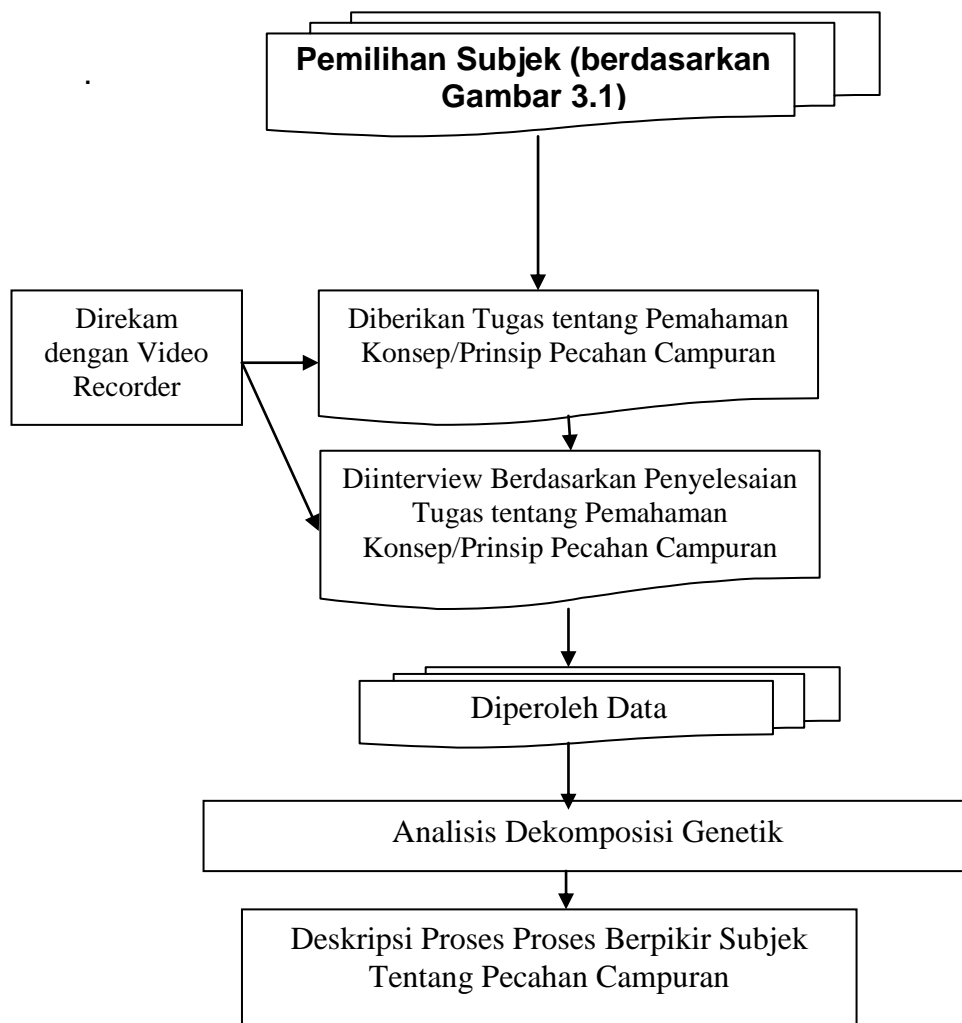 Pemilihan Subjek (berdasarkan
Gambar 3.1)
.
Direkam
dengan Video
Recorder
Diberikan Tugas tentang Pemahaman
Konsep/Prinsip Pecahan Campuran
Diinterview Berdasarkan Penyelesaian
Tugas tentang Pemahaman
Konsep/Prinsip Pecahan Campuran
Diperoleh Data
Analisis Dekomposisi Genetik
Deskripsi Proses Proses Berpikir Subjek
Tentang Pecahan Campuran